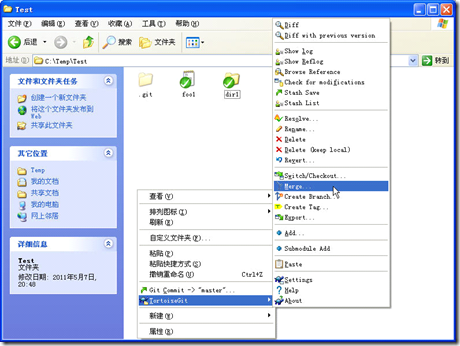 Test
文件(F) 编辑(E) 查看(V) 收藏(A) 工具(T) 帮助(H)
后退 搜索 文件夹
地址(D) C:\Temp\Test 转到
文件和文件夹任务
创建一个新文件夹
将这个文件夹发布到
Web
共享此文件夹
其它位置
Temp
我的文档
共享文档
我的电脑
网上邻居
详细信息
Test
文件夹
修改日期: 2011年5月7日,
20:48
.git
foo1
dir1
查看(V)
排列图标(I)
刷新(E)
自定义文件夹(F)...
粘贴(P)
粘贴快捷方式(S)
撤销重命名(U) Ctrl+Z
Git Commit -> "master"...
TortoiseGit
新建(W)
属性(R)
Diff
Diff with previous version
Show log
Show Reflog
Browse Reference
Check for modifications
Stash Save
Stash List
Resolve...
Rename...
Delete
Delete (keep local)
Revert...
Switch/Checkout...
Merge...
Create Branch...
Create Tag...
Export...
Add...
Submodule Add
Paste
Settings
Help
About